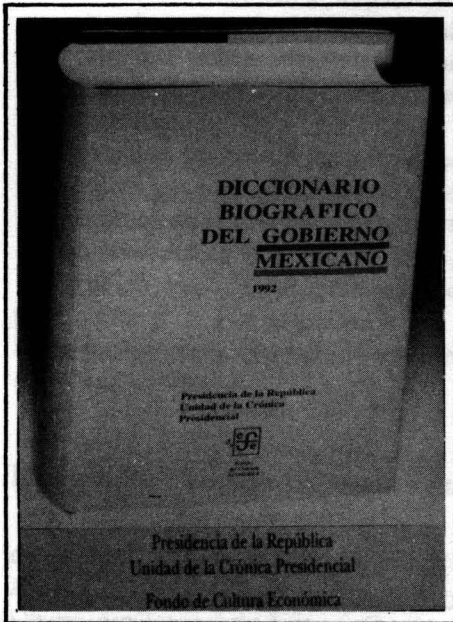 DICCIONARIO
BIOGRAFICO
DEL GOBIERNO
MEXICANO
1992
Presidencia de la República
Unidad de la Crónica
Presidencial
Presidencia de la República
Unidad de la Crónica Presidencial
Fondo de Cultura Económica